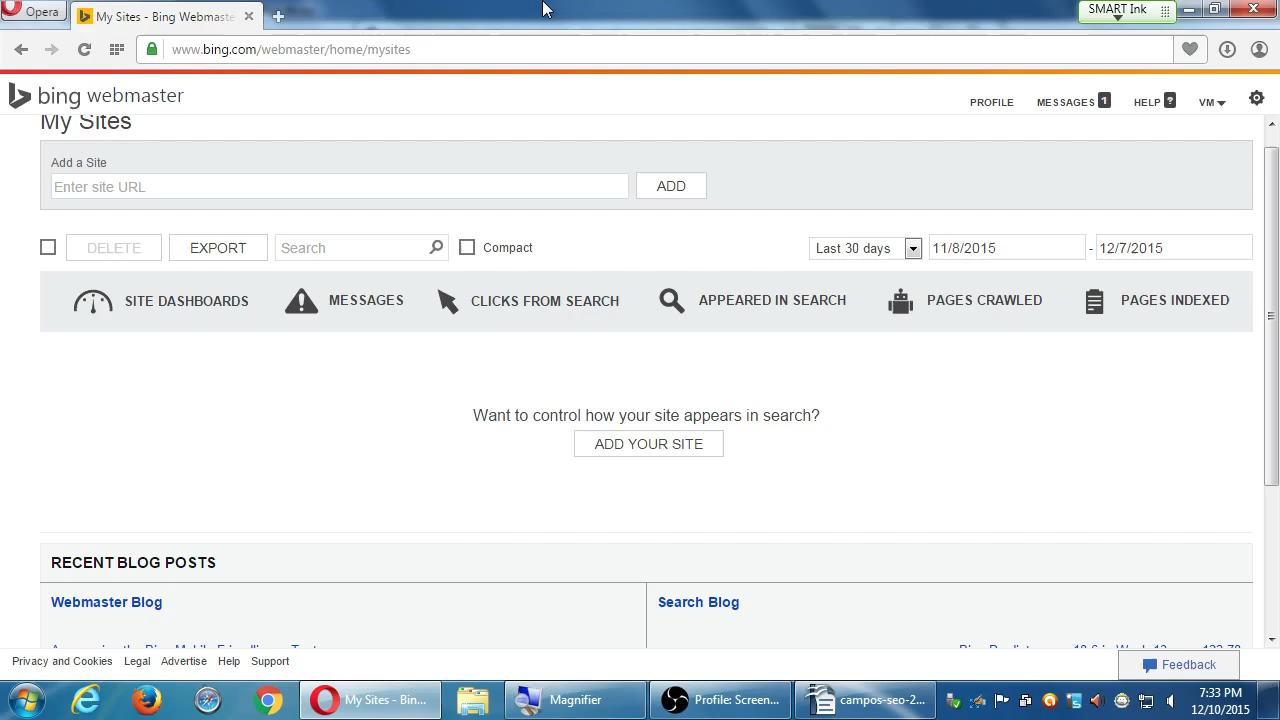 Opera
My Sites - Bing Webmaste
SMART Ink
www.bing.com/webmaster/home/mysites
bing webmaster
PROFILE
MESSAGES 1
HELP ?
VM
My Sites
Add a Site
Enter site URL
ADD
DELETE
EXPORT
Search
Compact
Last 30 days
11/8/2015 - 12/7/2015
SITE DASHBOARDS
MESSAGES
CLICKS FROM SEARCH
APPEARED IN SEARCH
PAGES CRAWLED
PAGES INDEXED
Want to control how your site appears in search?
ADD YOUR SITE
RECENT BLOG POSTS
Webmaster Blog
Search Blog
Privacy and Cookies Legal Advertise Help Support
Feedback
My Sites - Bin...
Magnifier
Profile: Screen...
campos-seo-2...
7:33 PM
12/10/2015